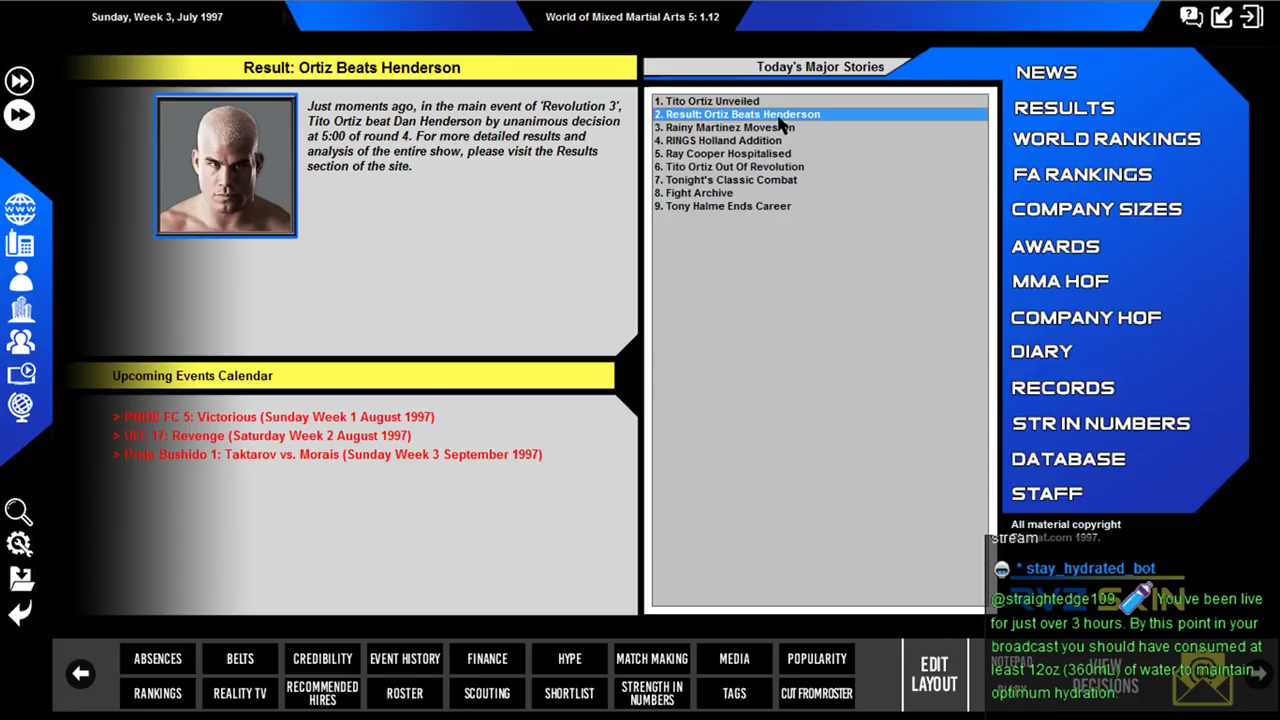 Sunday, Week 3, July 1997
World of Mixed Martial Arts 5: 1.12
Result: Ortiz Beats Henderson
Just moments ago, in the main event of 'Revolution 3',
Tito Ortiz beat Dan Henderson by unanimous decision
at 5:00 of round 4. For more detailed results and
analysis of the entire show, please visit the Results
section of the site.
Today's Major Stories
1. Tito Ortiz Unveiled
2. Result: Ortiz Beats Henderson
3. Rainy Martinez Moves On
4. RINGS Holland Addition
5. Ray Cooper Hospitalised
6. Tito Ortiz Out Of Revolution
7. Tonight's Classic Combat
8. Fight Archive
9. Tony Halme Ends Career
Upcoming Events Calendar
> PRIDE FC 5: Victorious (Sunday Week 1 August 1997)
> UFC 17: Revenge (Saturday Week 2 August 1997)
> Pride Bushido 1: Taktarov vs. Morais (Sunday Week 3 September 1997)
NEWS
RESULTS
WORLD RANKINGS
FA RANKINGS
COMPANY SIZES
AWARDS
MMA HOF
COMPANY HOF
DIARY
RECORDS
STR IN NUMBERS
DATABASE
STAFF
All material copyright
1997.
stream
* stay_hydrated_bot
@straightedge109 You've been live
for just over 3 hours. By this point in your
broadcast you should have consumed at
least 12oz (360mL) of water to maintain
optimum hydration.
RVZ SKIN
NOTEPAD
VIEW
DECISIONS
ABSENCES
BELTS
CREDIBILITY
EVENT HISTORY
FINANCE
HYPE
MATCH MAKING
MEDIA
POPULARITY
RANKINGS
REALITY TV
RECOMMENDED
HIRES
ROSTER
SCOUTING
SHORTLIST
STRENGTH IN
NUMBERS
TAGS
CUT FROM ROSTER
EDIT
LAYOUT